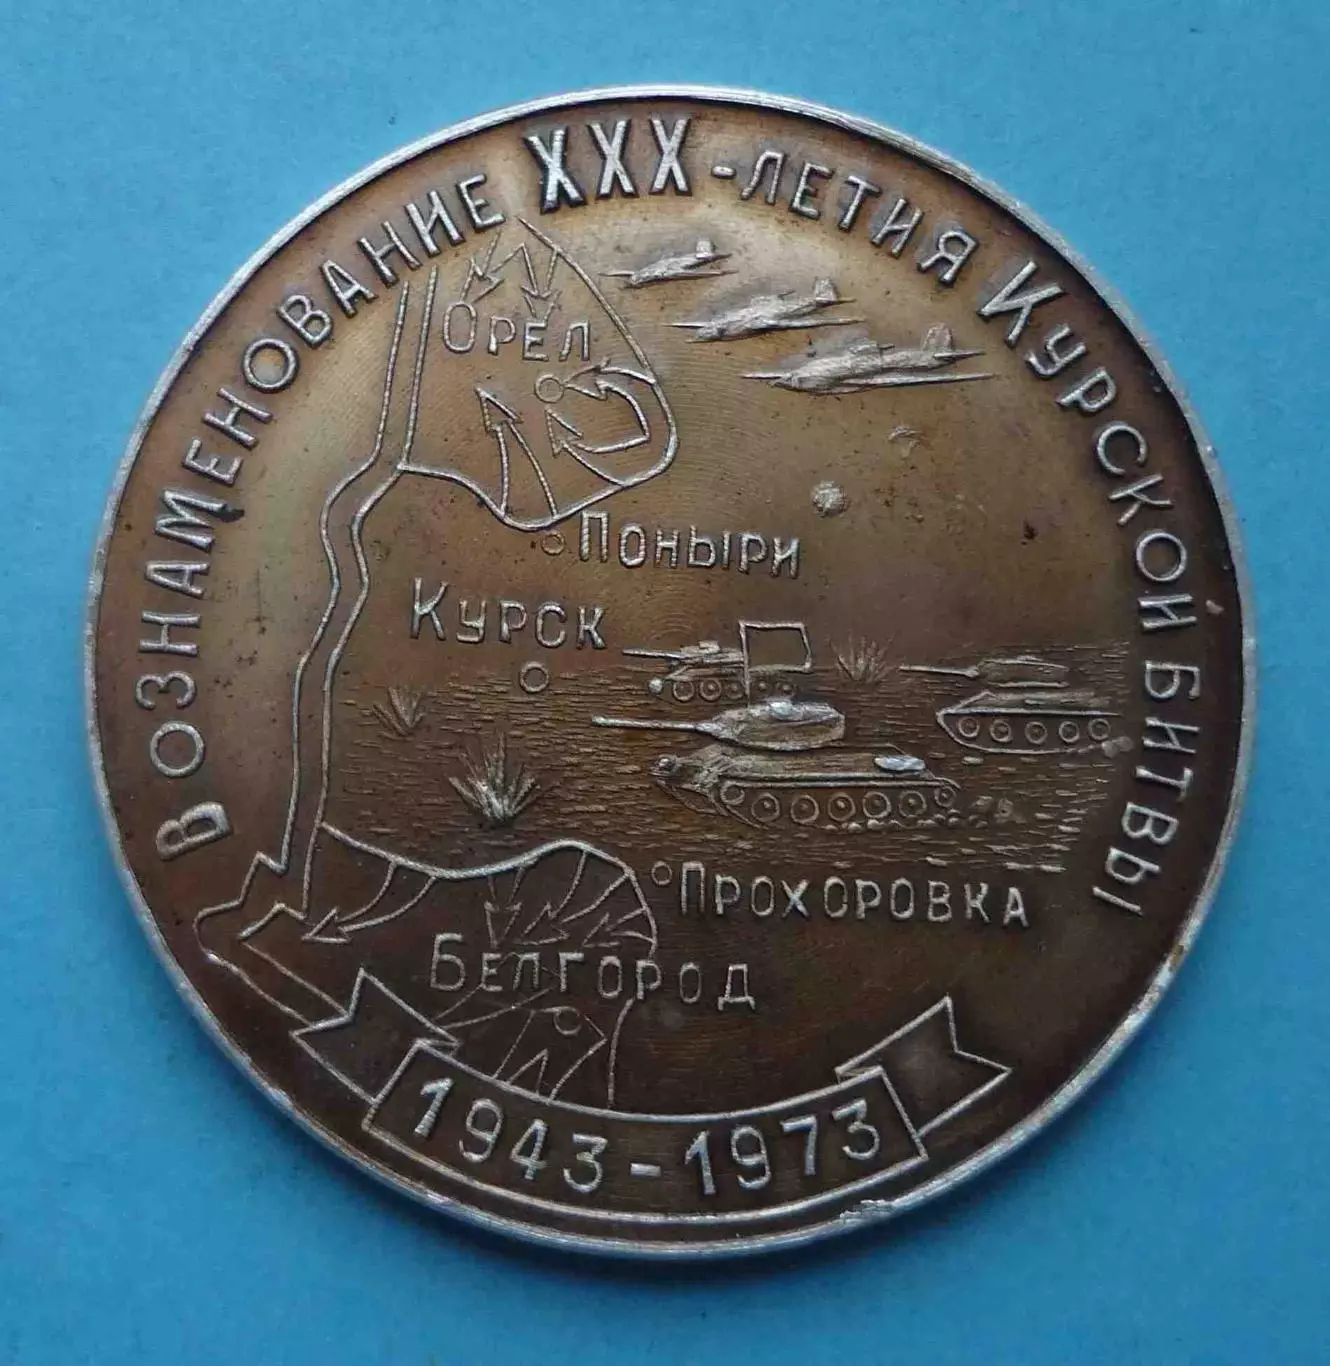 В ОЗНАМЕНОВАНИЕ XXX-ЛЕТИЯ КУРСКОЙ БИТВЫ
ОРЕЛ
ПОНЫРИ
КУРСК
ПРОХОРОВКА
БЕЛГОРОД
1943-1973